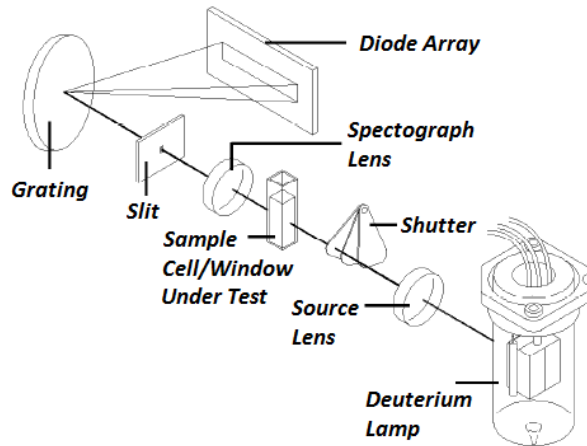 Diode Array
Spectograph
Lens
Grating
Slit
Shutter
Sample
Cell/Window
Under Test
Source
Lens
Deuterium
Lamp